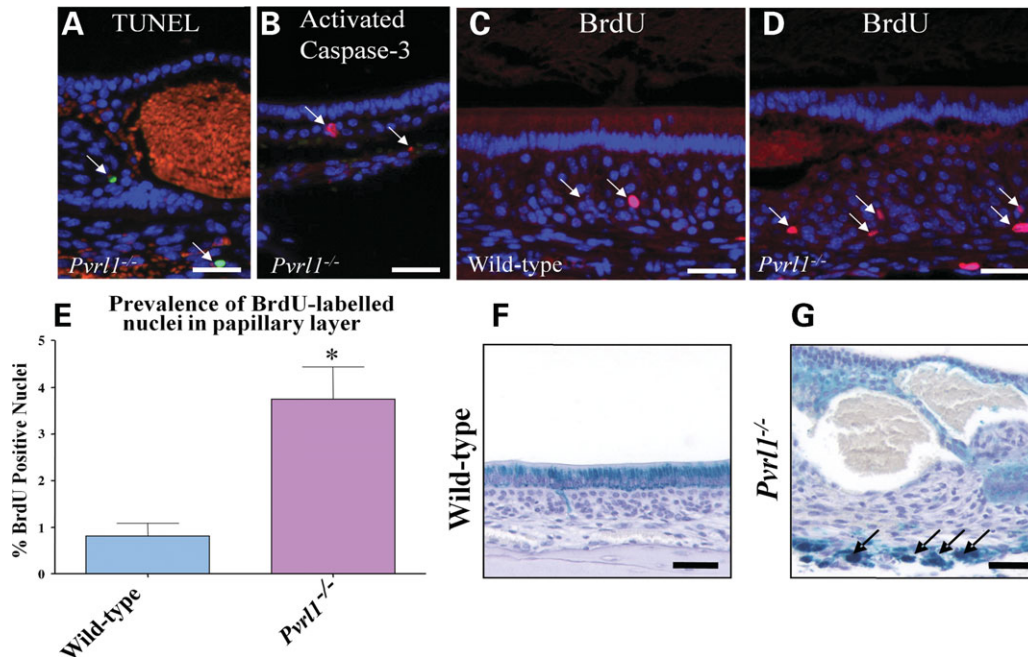 A
TUNEL
Pvrl1-/-
B
Activated
Caspase-3
Pvrl1-/-
C
BrdU
Wild-type
D
BrdU
Pvrl1-/-
E
Prevalence of BrdU-labelled
nuclei in papillary layer
% BrdU Positive Nuclei
5
4
3
2
1
0
*
Wild-type
Pvrl1-/-
F
Wild-type
G
Pvrl1-/-